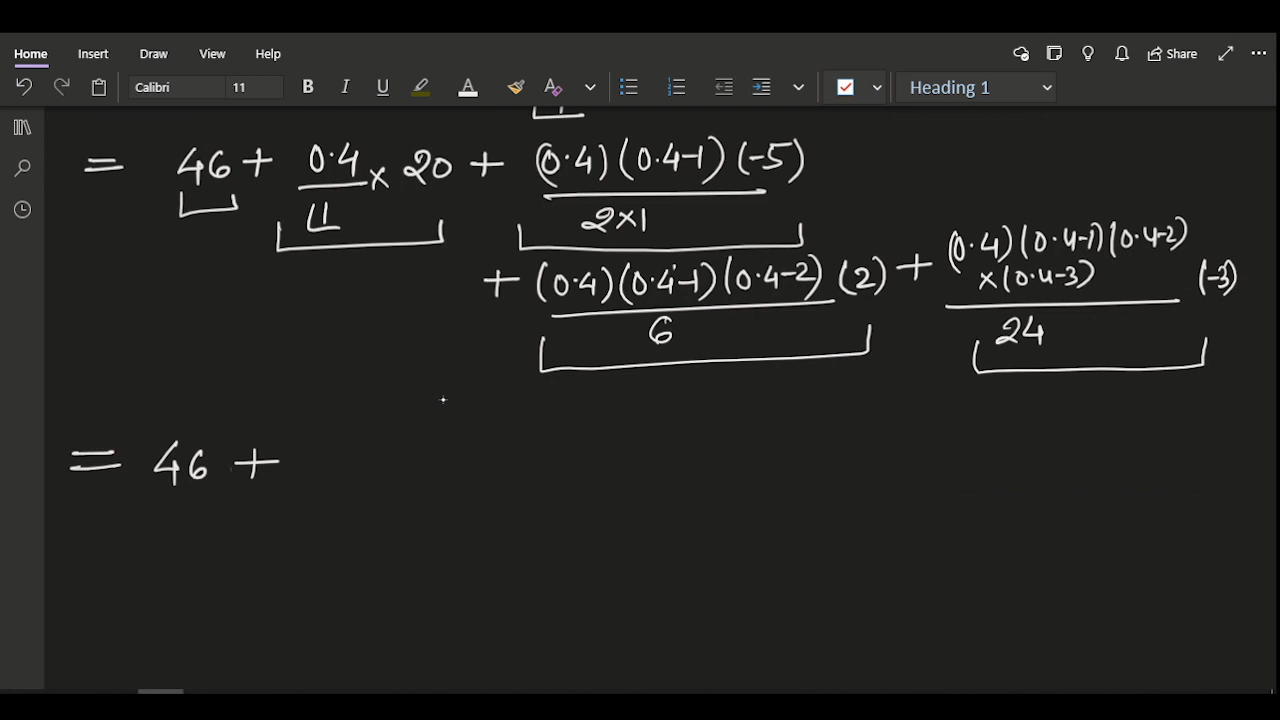 Home Insert Draw View Help Share
Calibri 11 B I U A A Heading 1
= 46 + 0.4 × 20 + (0.4)(0.4-1)(-5)
1 2×1
+ (0.4)(0.4-1)(0.4-2) (2) + (0.4)(0.4-1)(0.4-2)
×(0.4-3) (-3)
6 24
= 46 +